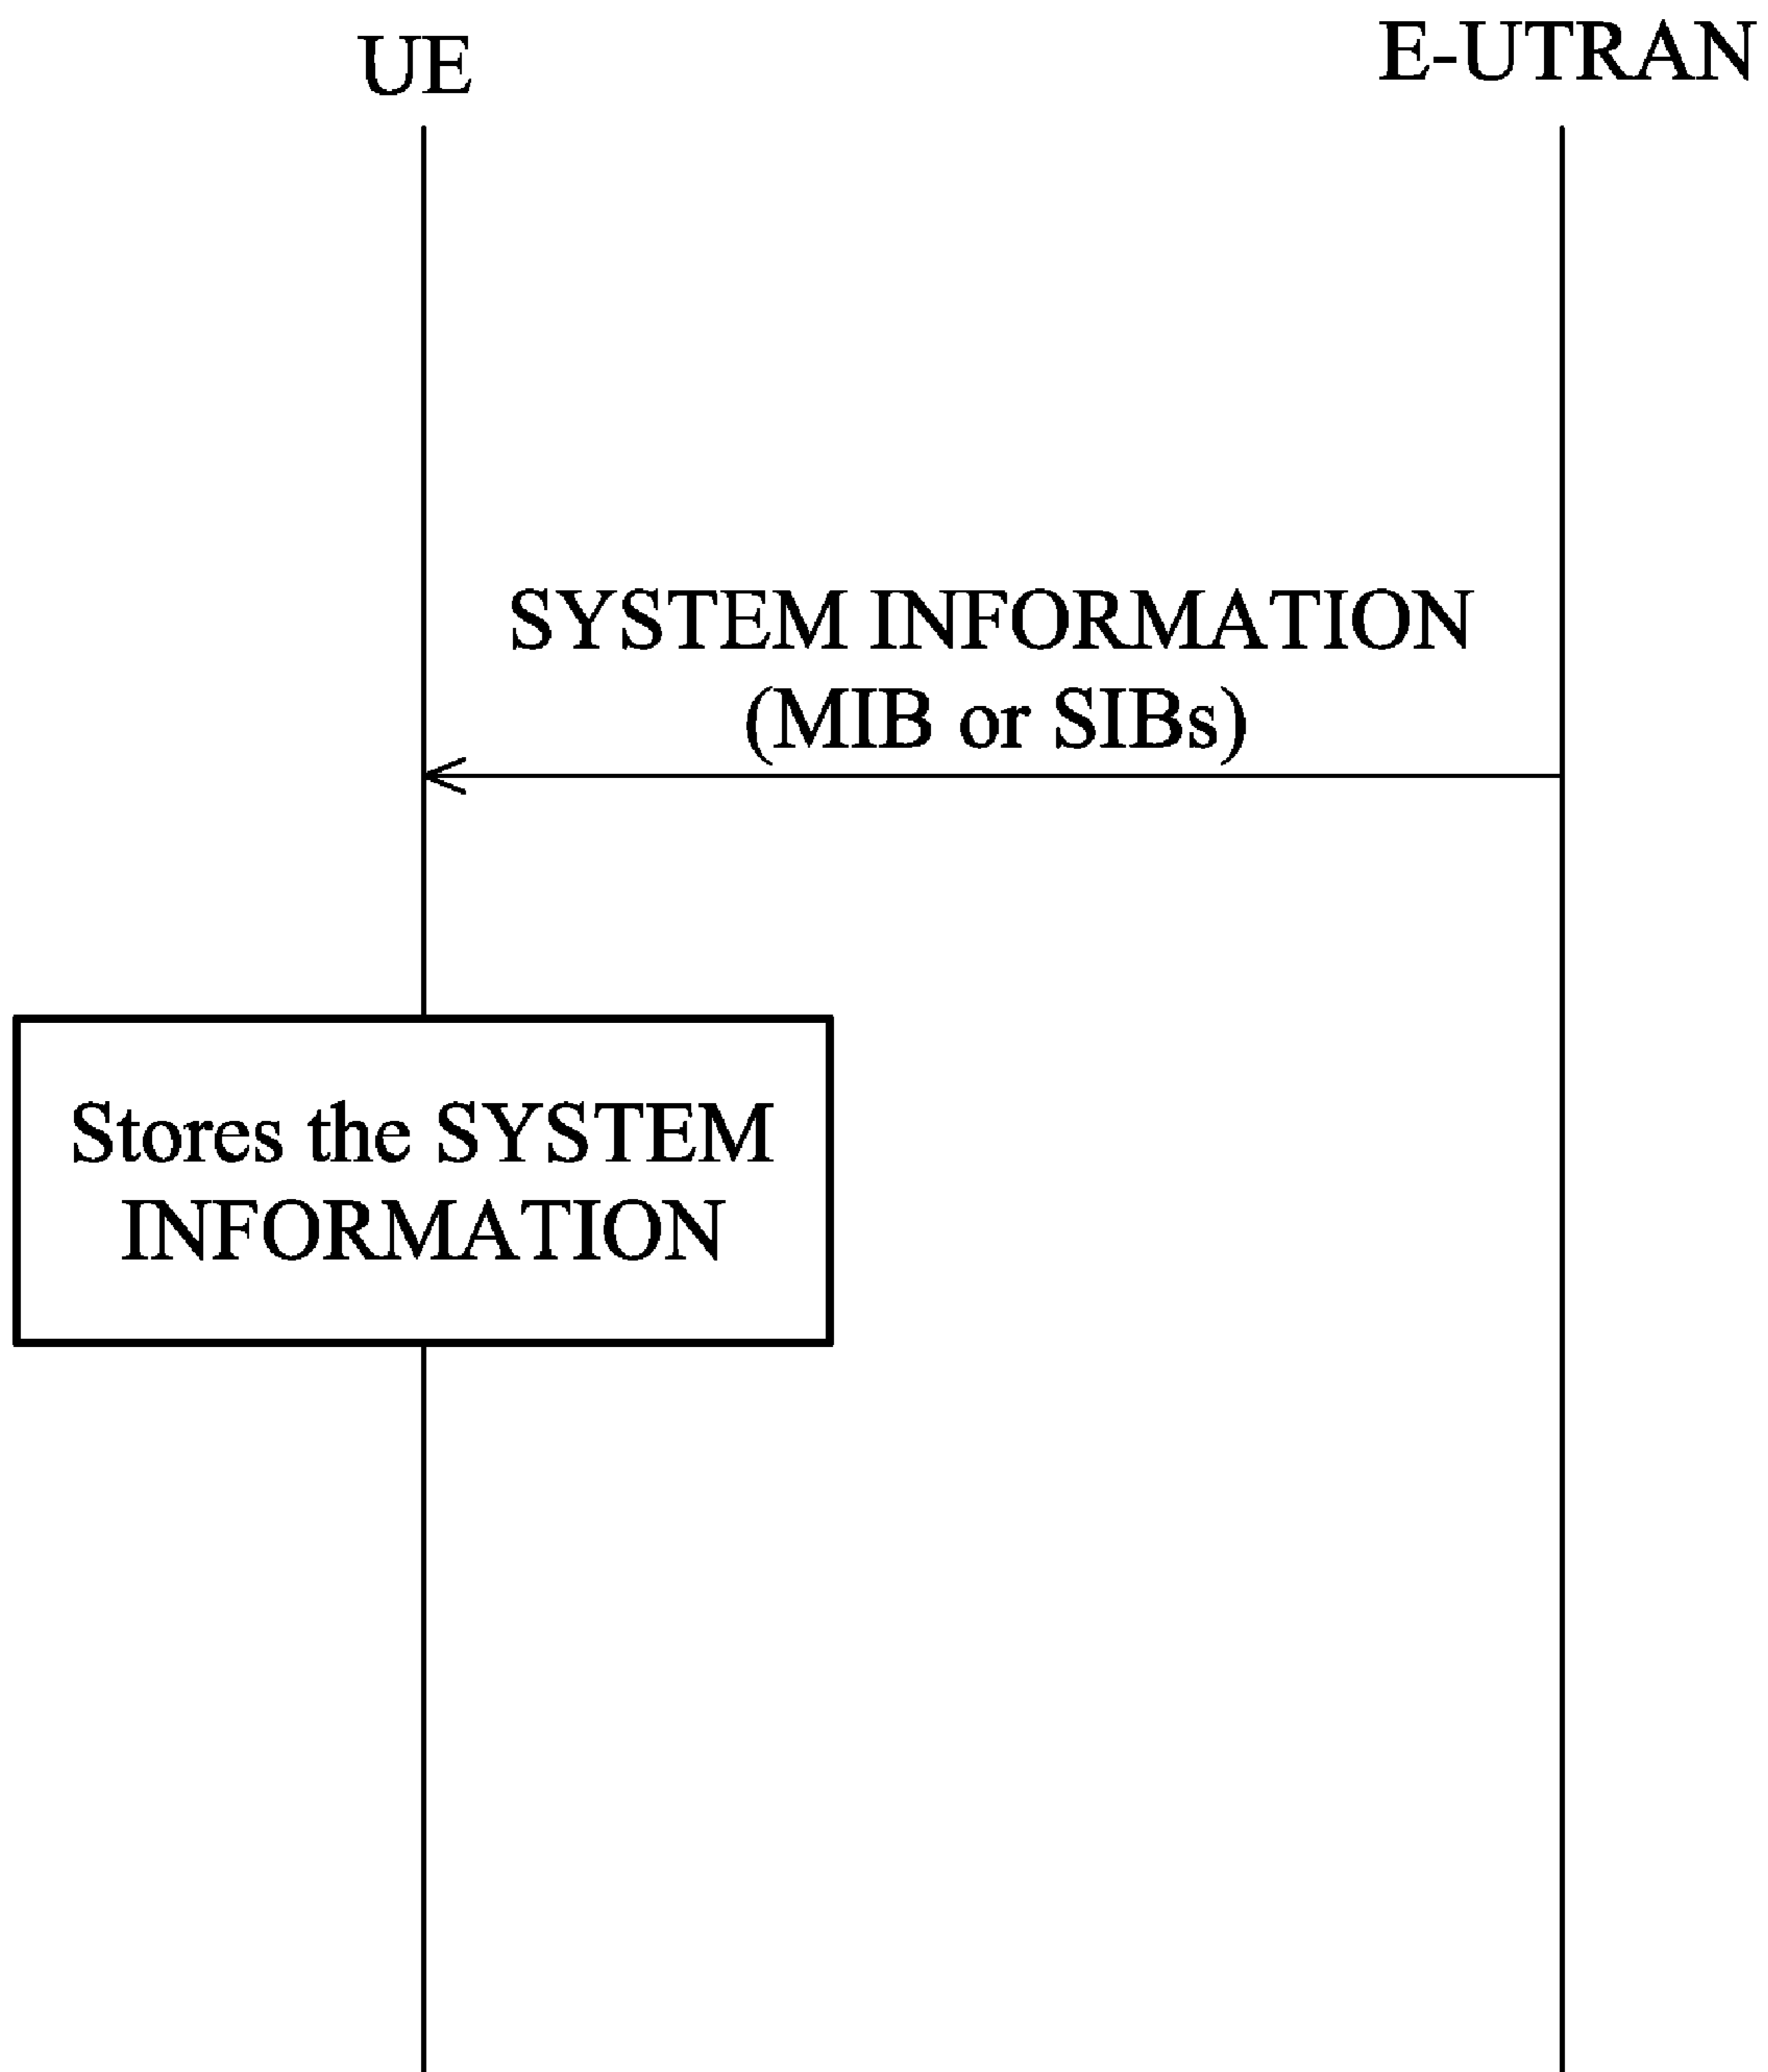 UE
E-UTRAN
SYSTEM INFORMATION
(MIB or SIBs)
Stores the SYSTEM
INFORMATION